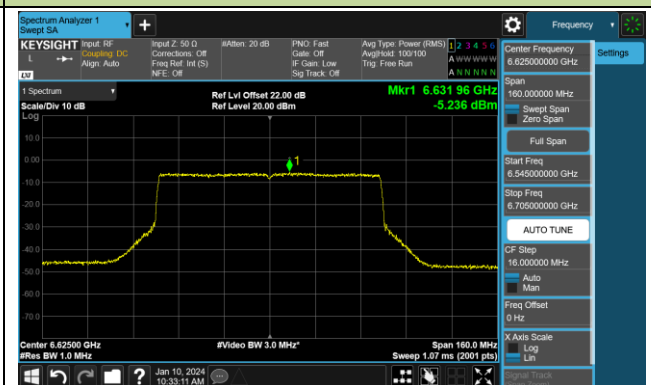 Spectrum Analyzer 1
Swept SA
+
Frequency
KEYSIGHT
L
Input: RF
Coupling: DC
Align: Auto
Input Z: 50 Ω
Corrections: Off
Freq Ref: Int (S)
NFE: Off
#Atten: 20 dB
PNO: Fast
Gate: Off
IF Gain: Low
Sig Track: Off
Avg Type: Power (RMS)
Avg|Hold: 100/100
Trig: Free Run
1 2 3 4 5 6
A W W W W W
A N N N N N
1 Spectrum
Scale/Div 10 dB
Log
Ref Lvl Offset 22.00 dB
Ref Level 20.00 dBm
Mkr1 6.631 96 GHz
-5.236 dBm
1
10.0
0.00
-10.0
-20.0
-30.0
-40.0
-50.0
-60.0
-70.0
Center 6.62500 GHz
#Res BW 1.0 MHz
#Video BW 3.0 MHz*
Span 160.0 MHz
Sweep 1.07 ms (2001 pts)
Center Frequency
6.625000000 GHz
Settings
Span
160.000000 MHz
Swept Span
Zero Span
Full Span
Start Freq
6.545000000 GHz
Stop Freq
6.705000000 GHz
AUTO TUNE
CF Step
16.000000 MHz
Auto
Man
Freq Offset
0 Hz
X Axis Scale
Log
Lin
Signal Track
?
Jan 10, 2024
10:33:11 AM